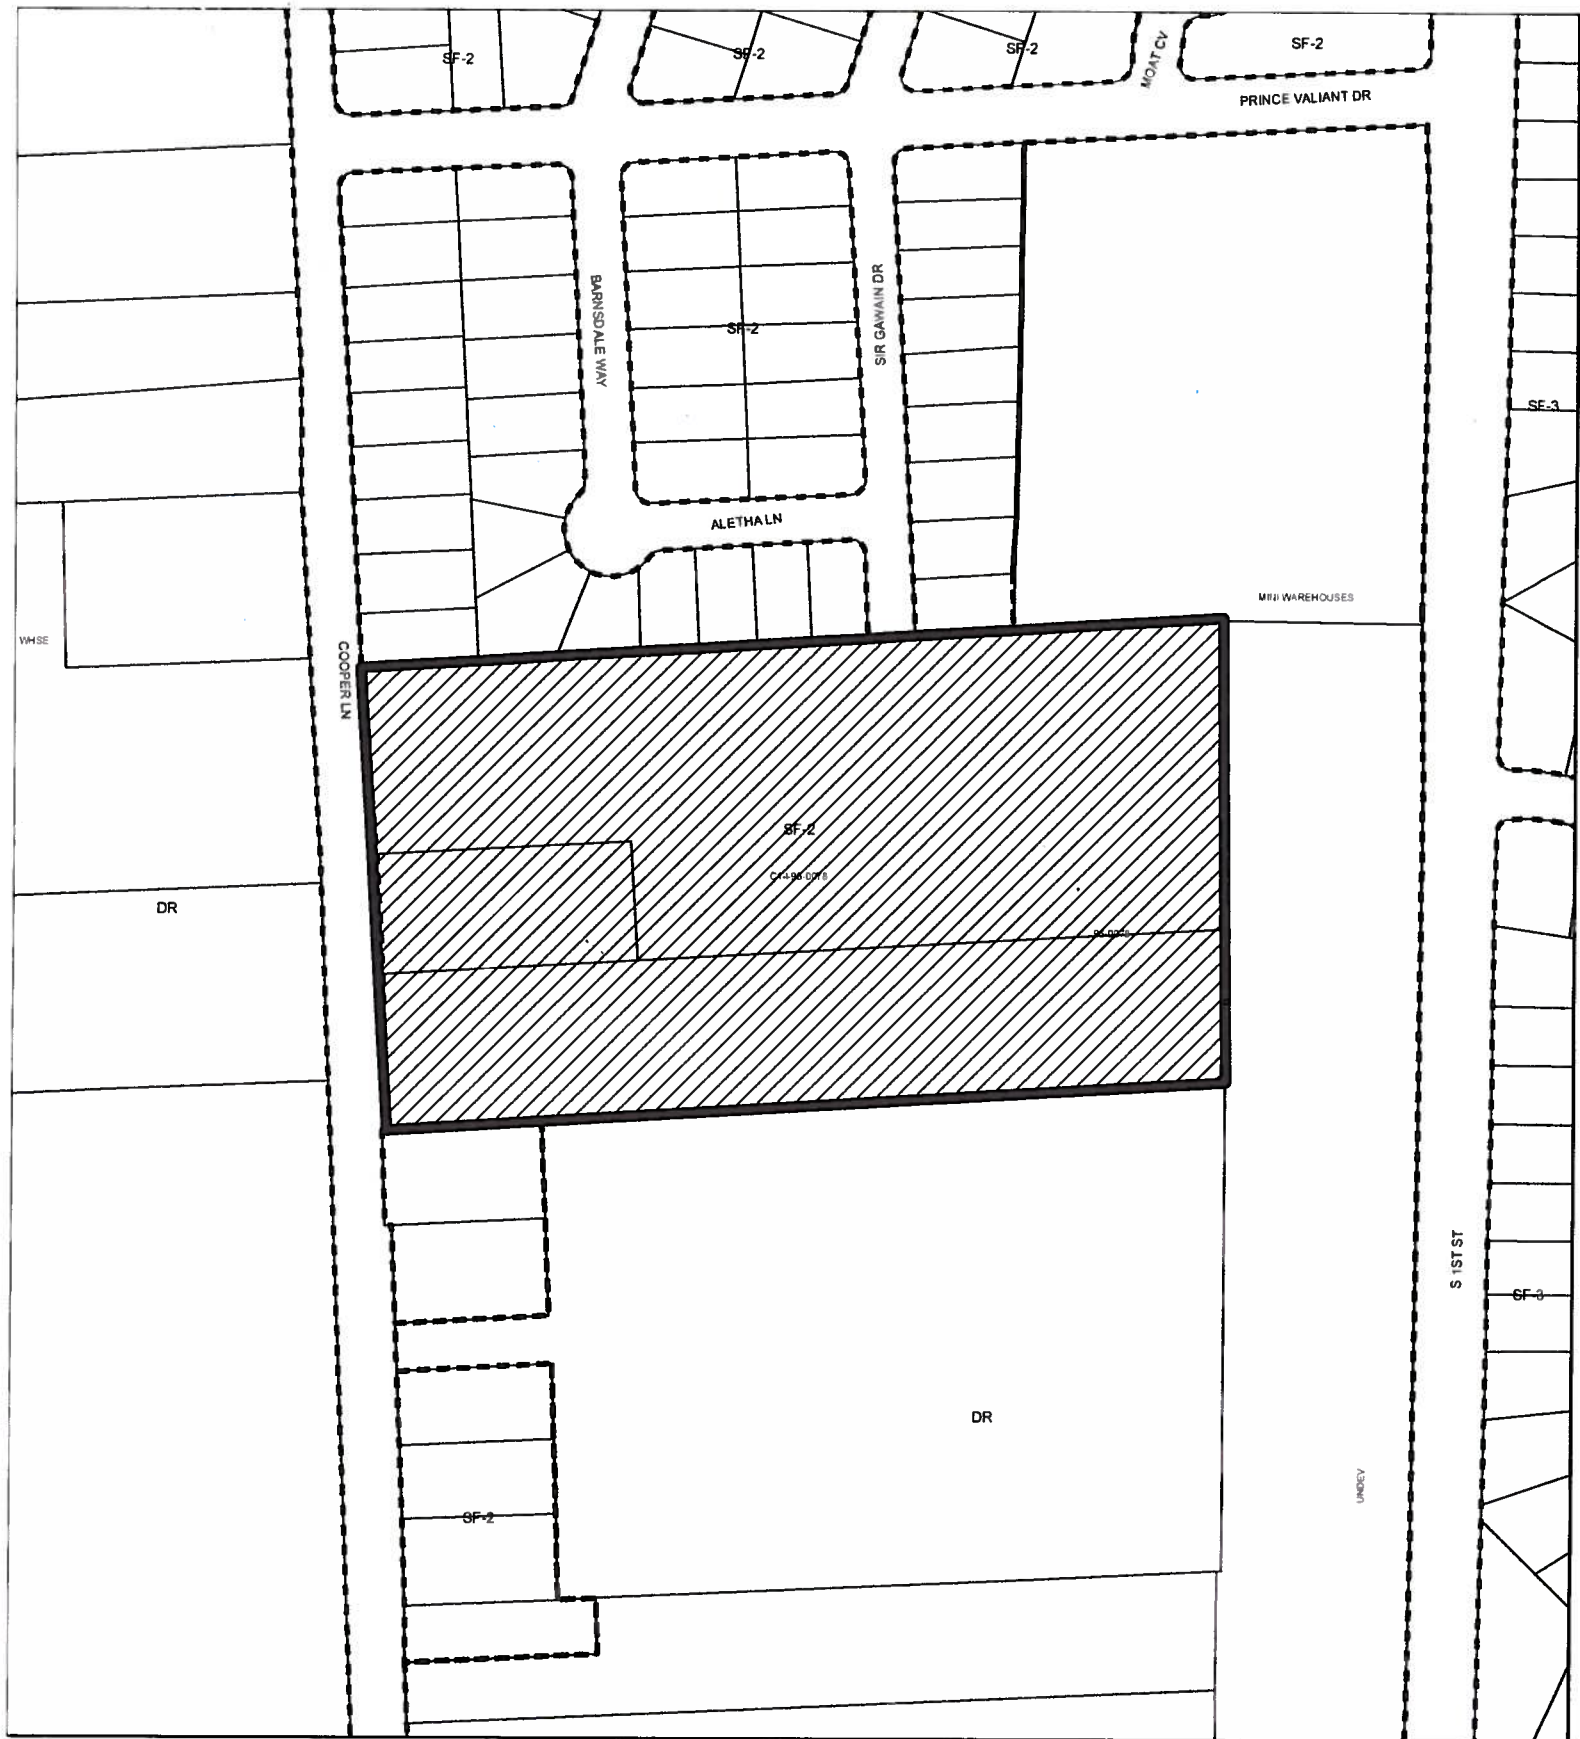 SF-2
SF-2
SF-2
MOAT CV
SF-2
PRINCE VALIANT DR
BARNSDALE WAY
SIR GAWAIN DR
SF-2
SF-3
ALETHA LN
MINI WAREHOUSES
WHSE
COOPER LN
SF-2
DR
S 1ST ST
SF-3
DR
UNDEV
SF-2